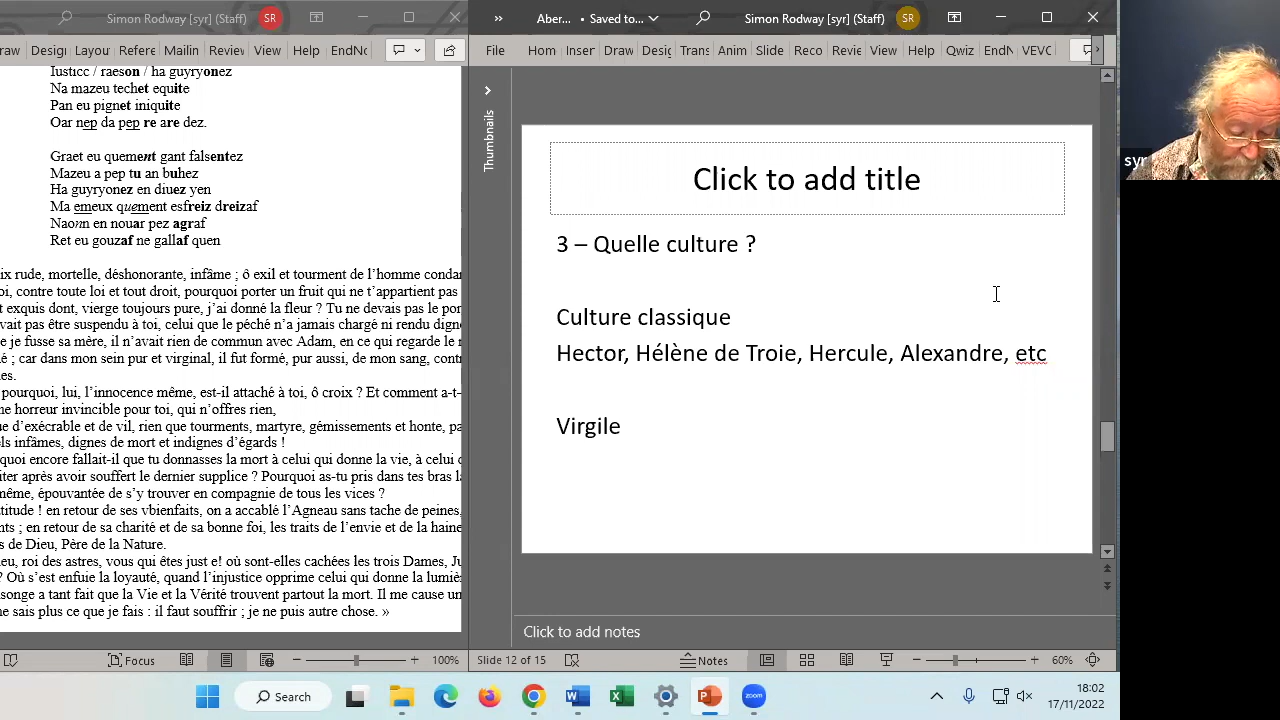 Simon Rodway [syr] (Staff) SR
raw Design Layou Refere Mailin Review View Help EndNo
Iusticc / raeson / ha guyryonez
Na mazeu techet equite
Pan eu pignet iniquite
Oar nep da pep re are dez.
Graet eu quement gant falsentez
Mazeu a pep tu an buhez
Ha guyryonez en diuez yen
Ma emeux quement esfreiz dreizaf
Naonn en nouar pez agraf
Ret eu gouzaf ne gallaf quen
ix rude, mortelle, déshonorante, infâme ; ô exil et tourment de l'homme condar
oi, contre toute loi et tout droit, pourquoi porter un fruit qui ne t'appartient pas
t exquis dont, vierge toujours pure, j'ai donné la fleur ? Tu ne devais pas le por
vait pas être suspendu à toi, celui que le péché n'a jamais chargé ni rendu dign
e je fusse sa mère, il n'avait rien de commun avec Adam, en ce qui regarde le
é ; car dans mon sein pur et virginal, il fut formé, pur aussi, de mon sang, cont
es.
pourquoi, lui, l'innocence même, est-il attaché à toi, ô croix ? Et comment a-t-
ne horreur invincible pour toi, qui n'offres rien,
ue d'exécrable et de vil, rien que tourments, martyre, gémissements et honte, pa
els infâmes, dignes de mort et indignes d'égards !
quoi encore fallait-il que tu donnasses la mort à celui qui donne la vie, à celui
iter après avoir souffert le dernier supplice ? Pourquoi as-tu pris dans tes bras l
même, épouvantée de s'y trouver en compagnie de tous les vices ?
titude ! en retour de ses vbienfaits, on a accablé l'Agneau sans tache de peines,
nts ; en retour de sa charité et de sa bonne foi, les traits de l'envie et de la haine
s de Dieu, Père de la Nature.
eu, roi des astres, vous qui êtes just e! où sont-elles cachées les trois Dames, Ju
? Où s'est enfuie la loyauté, quand l'injustice opprime celui qui donne la lumiè
songe a tant fait que la Vie et la Vérité trouvent partout la mort. Il me cause un
ne sais plus ce que je fais : il faut souffrir ; je ne puis autre chose. »
Focus 100%
Aber... • Saved to... Simon Rodway [syr] (Staff) SR
File Hom Inser Draw Desig Trans Anim Slide Reco Revie View Help Qwiz EndN VEVC
Thumbnails
Click to add title
3 – Quelle culture ?
Culture classique
Hector, Hélène de Troie, Hercule, Alexandre, etc
Virgile
Click to add notes
Slide 12 of 15 Notes 60%
syr
Search zoom 18:02
17/11/2022